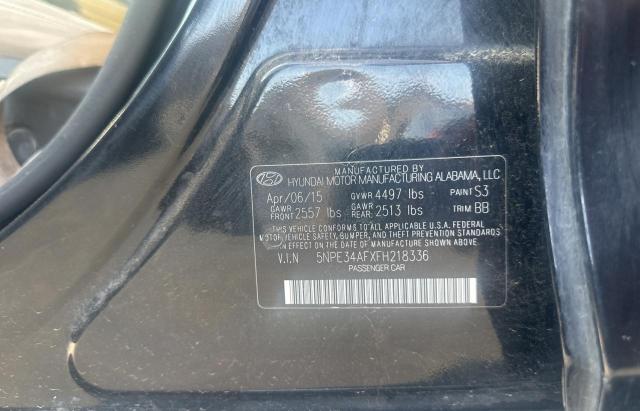 MANUFACTURED BY
HYUNDAI MOTOR MANUFACTURING ALABAMA, LLC
Apr/06/15 GVWR 4497 lbs PAINT S3
GAWR FRONT 2557 lbs GAWR REAR: 2513 lbs TRIM BB
THIS VEHICLE CONFORMS TO ALL APPLICABLE U.S.A. FEDERAL
MOTOR VEHICLE SAFETY, BUMPER, AND THEFT PREVENTION STANDARDS
IN EFFECT ON THE DATE OF MANUFACTURE SHOWN ABOVE.
V.I.N 5NPE34AFXFH218336
PASSENGER CAR